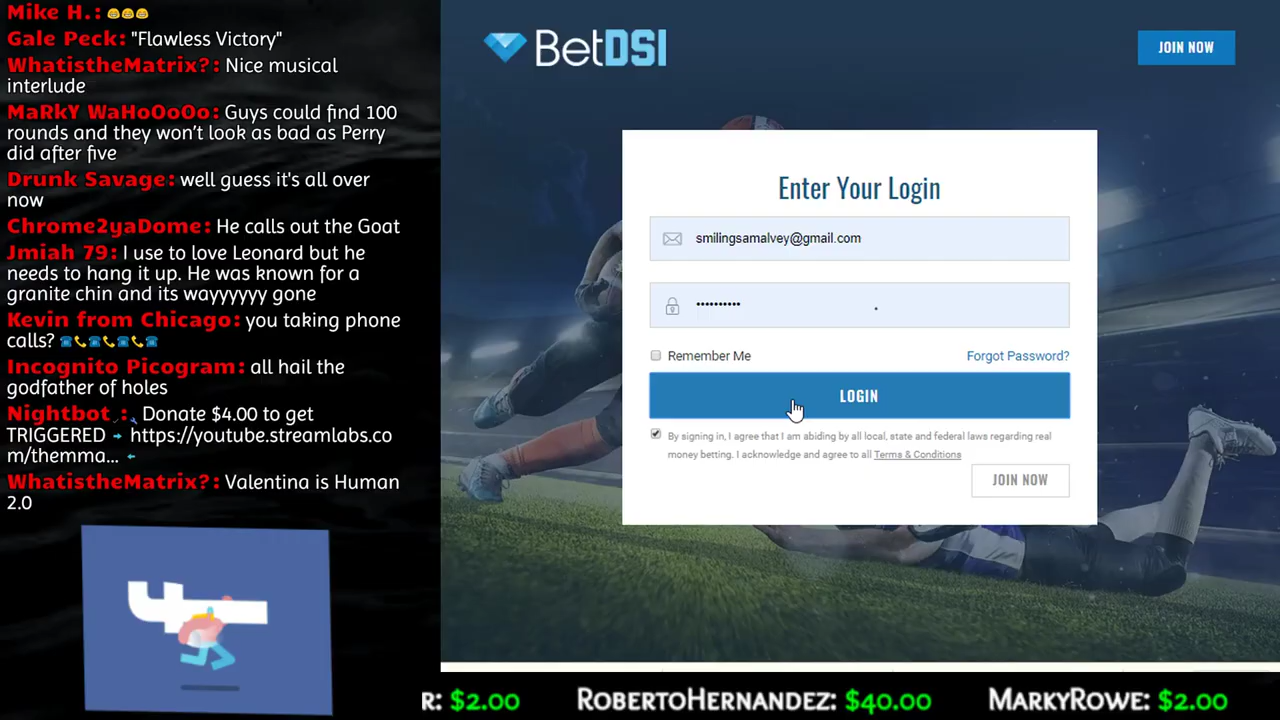 Mike H.:
Gale Peck: "Flawless Victory"
WhatistheMatrix?: Nice musical
interlude
MaRkY WaHoOoOo: Guys could find 100
rounds and they won't look as bad as Perry
did after five
Drunk Savage: well guess it's all over
now
Chrome2yaDome: He calls out the Goat
Jmiah 79: I use to love Leonard but he
needs to hang it up. He was known for a
granite chin and its wayyyyyy gone
Kevin from Chicago: you taking phone
calls? ☎📞☎📞☎📞☎
Incognito Picogram: all hail the
godfather of holes
Nightbot : Donate $4.00 to get
TRIGGERED https://youtube.streamlabs.co
m/themma...
WhatistheMatrix?: Valentina is Human
2.0
BetDSI
JOIN NOW
Enter Your Login
smilingsamalvey@gmail.com
••••••••••
Remember Me
Forgot Password?
LOGIN
By signing in, I agree that I am abiding by all local, state and federal laws regarding real
money betting. I acknowledge and agree to all Terms & Conditions
JOIN NOW
R: $2.00 RobertoHernandez: $40.00 MarkyRowe: $2.00